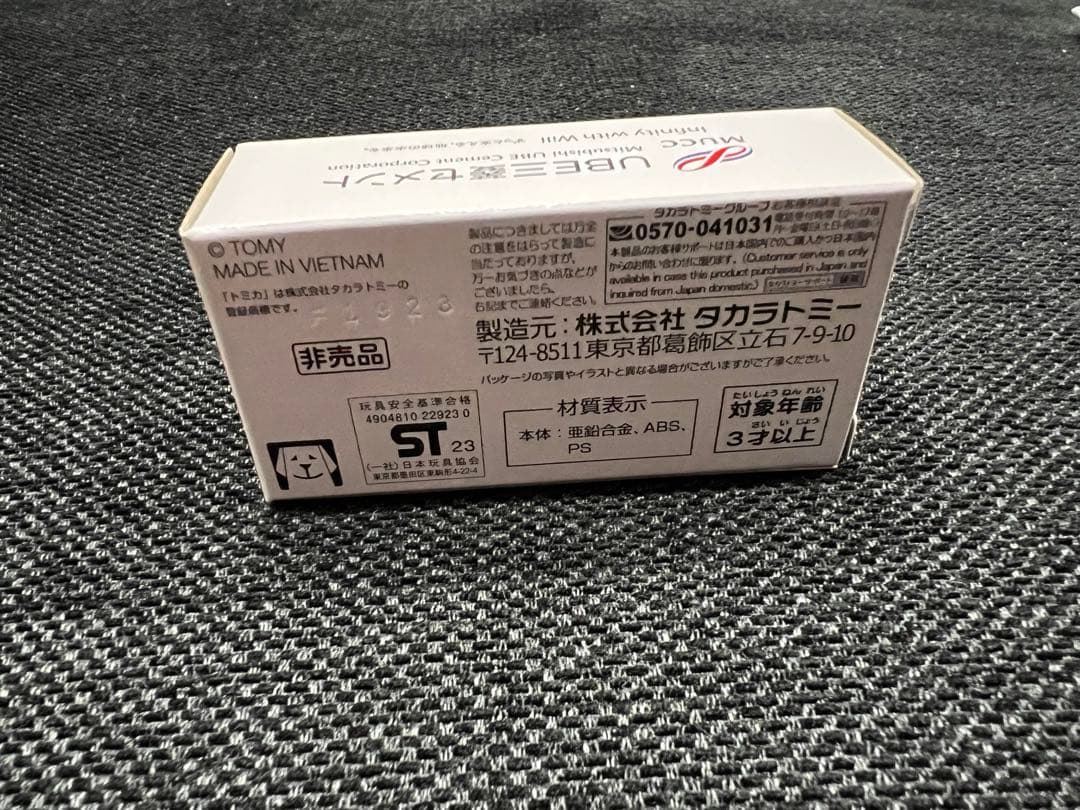 MUCC
Infinity with Will
UBE三菱セメント
Mitsubishi UBE Cement Corporation
© TOMY
MADE IN VIETNAM
「トミカ」は株式会社タカラトミーの
登録商標です。
非売品
製品につきましては万全
の注意をはらって製造に
当たっておりますが、
万一お気づきの点などが
ございましたら、
右記までご連絡ください。
タカラトミーグループ お客様相談室
0570-041031
本製品のお客様サポートは日本国内でのご購入かつ日本国内
からのお問い合わせに限ります。(Customer service is only
available in case this product purchased in Japan and
inquired from Japan domestic.)
製造元：株式会社 タカラトミー
〒124-8511 東京都葛飾区立石7-9-10
パッケージの写真やイラストと異なる場合がございますがご了承ください。
玩具安全基準合格
4904810 22923 0
ST 23
(一社)日本玩具協会
東京都墨田区東駒形4-22-4
材質表示
本体：亜鉛合金、ABS、
PS
たいしょうねんれい
対象年齢
さい いじょう
3才以上